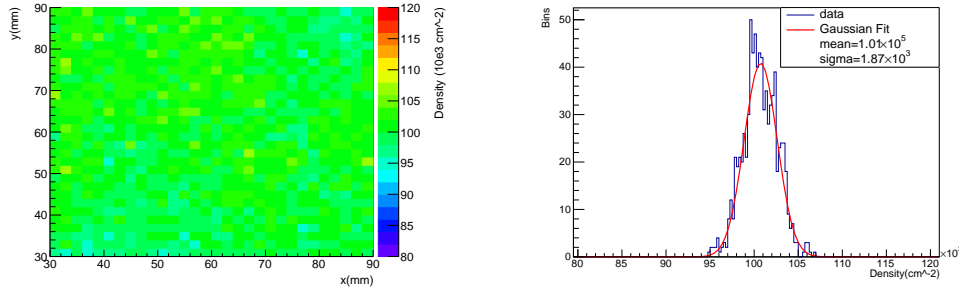 y(mm)
90
80
70
60
50
40
30
30 40 50 60 70 80 90
x(mm)
120
115
110
105
100
95
90
85
80
Density (10e3 cm^-2)
Bins
50
40
30
20
10
0
80 85 90 95 100 105 110 115 120
Density(cm^-2)
data
Gaussian Fit
mean=1.01×10^5
sigma=1.87×10^3